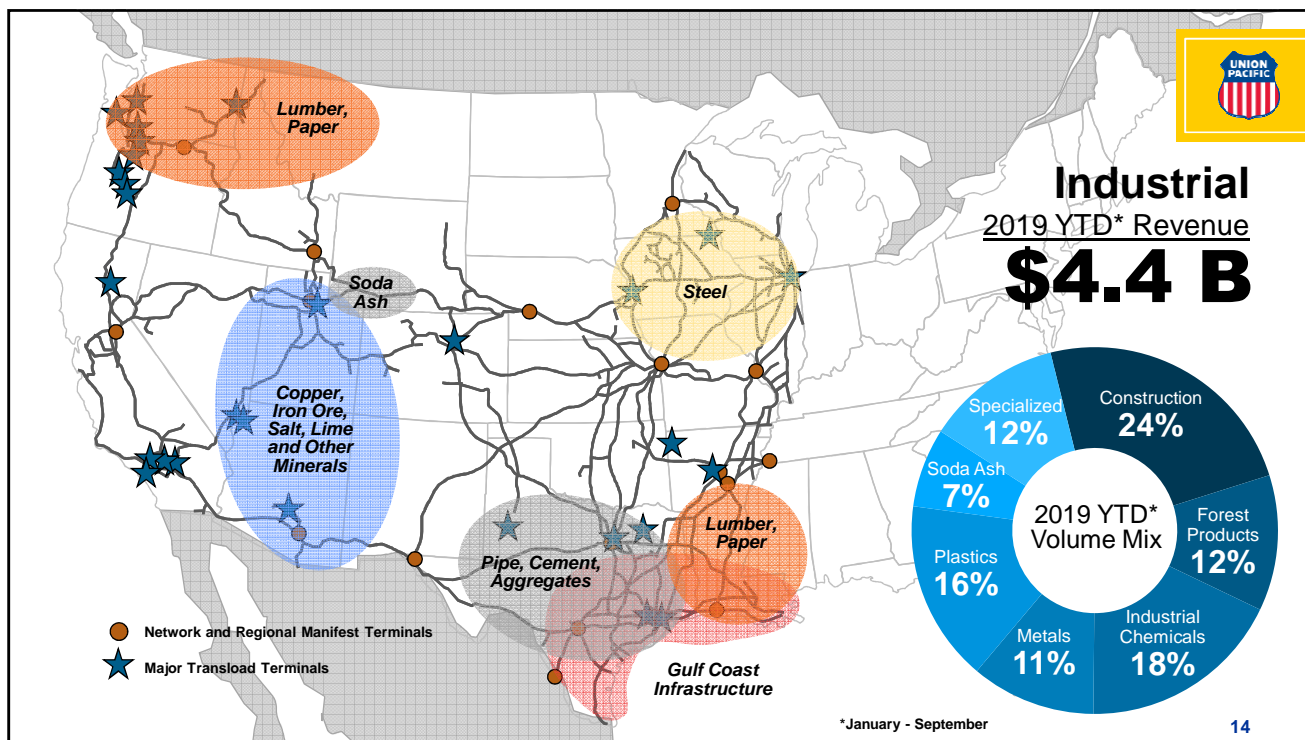 UNION
PACIFIC
Industrial
2019 YTD* Revenue
$4.4 B
Lumber,
Paper
Soda
Ash
Steel
Copper,
Iron Ore,
Salt, Lime
and Other
Minerals
Pipe, Cement,
Aggregates
Lumber,
Paper
Gulf Coast
Infrastructure
Network and Regional Manifest Terminals
Major Transload Terminals
2019 YTD*
Volume Mix
Construction
24%
Forest
Products
12%
Industrial
Chemicals
18%
Metals
11%
Plastics
16%
Soda Ash
7%
Specialized
12%
*January - September
14